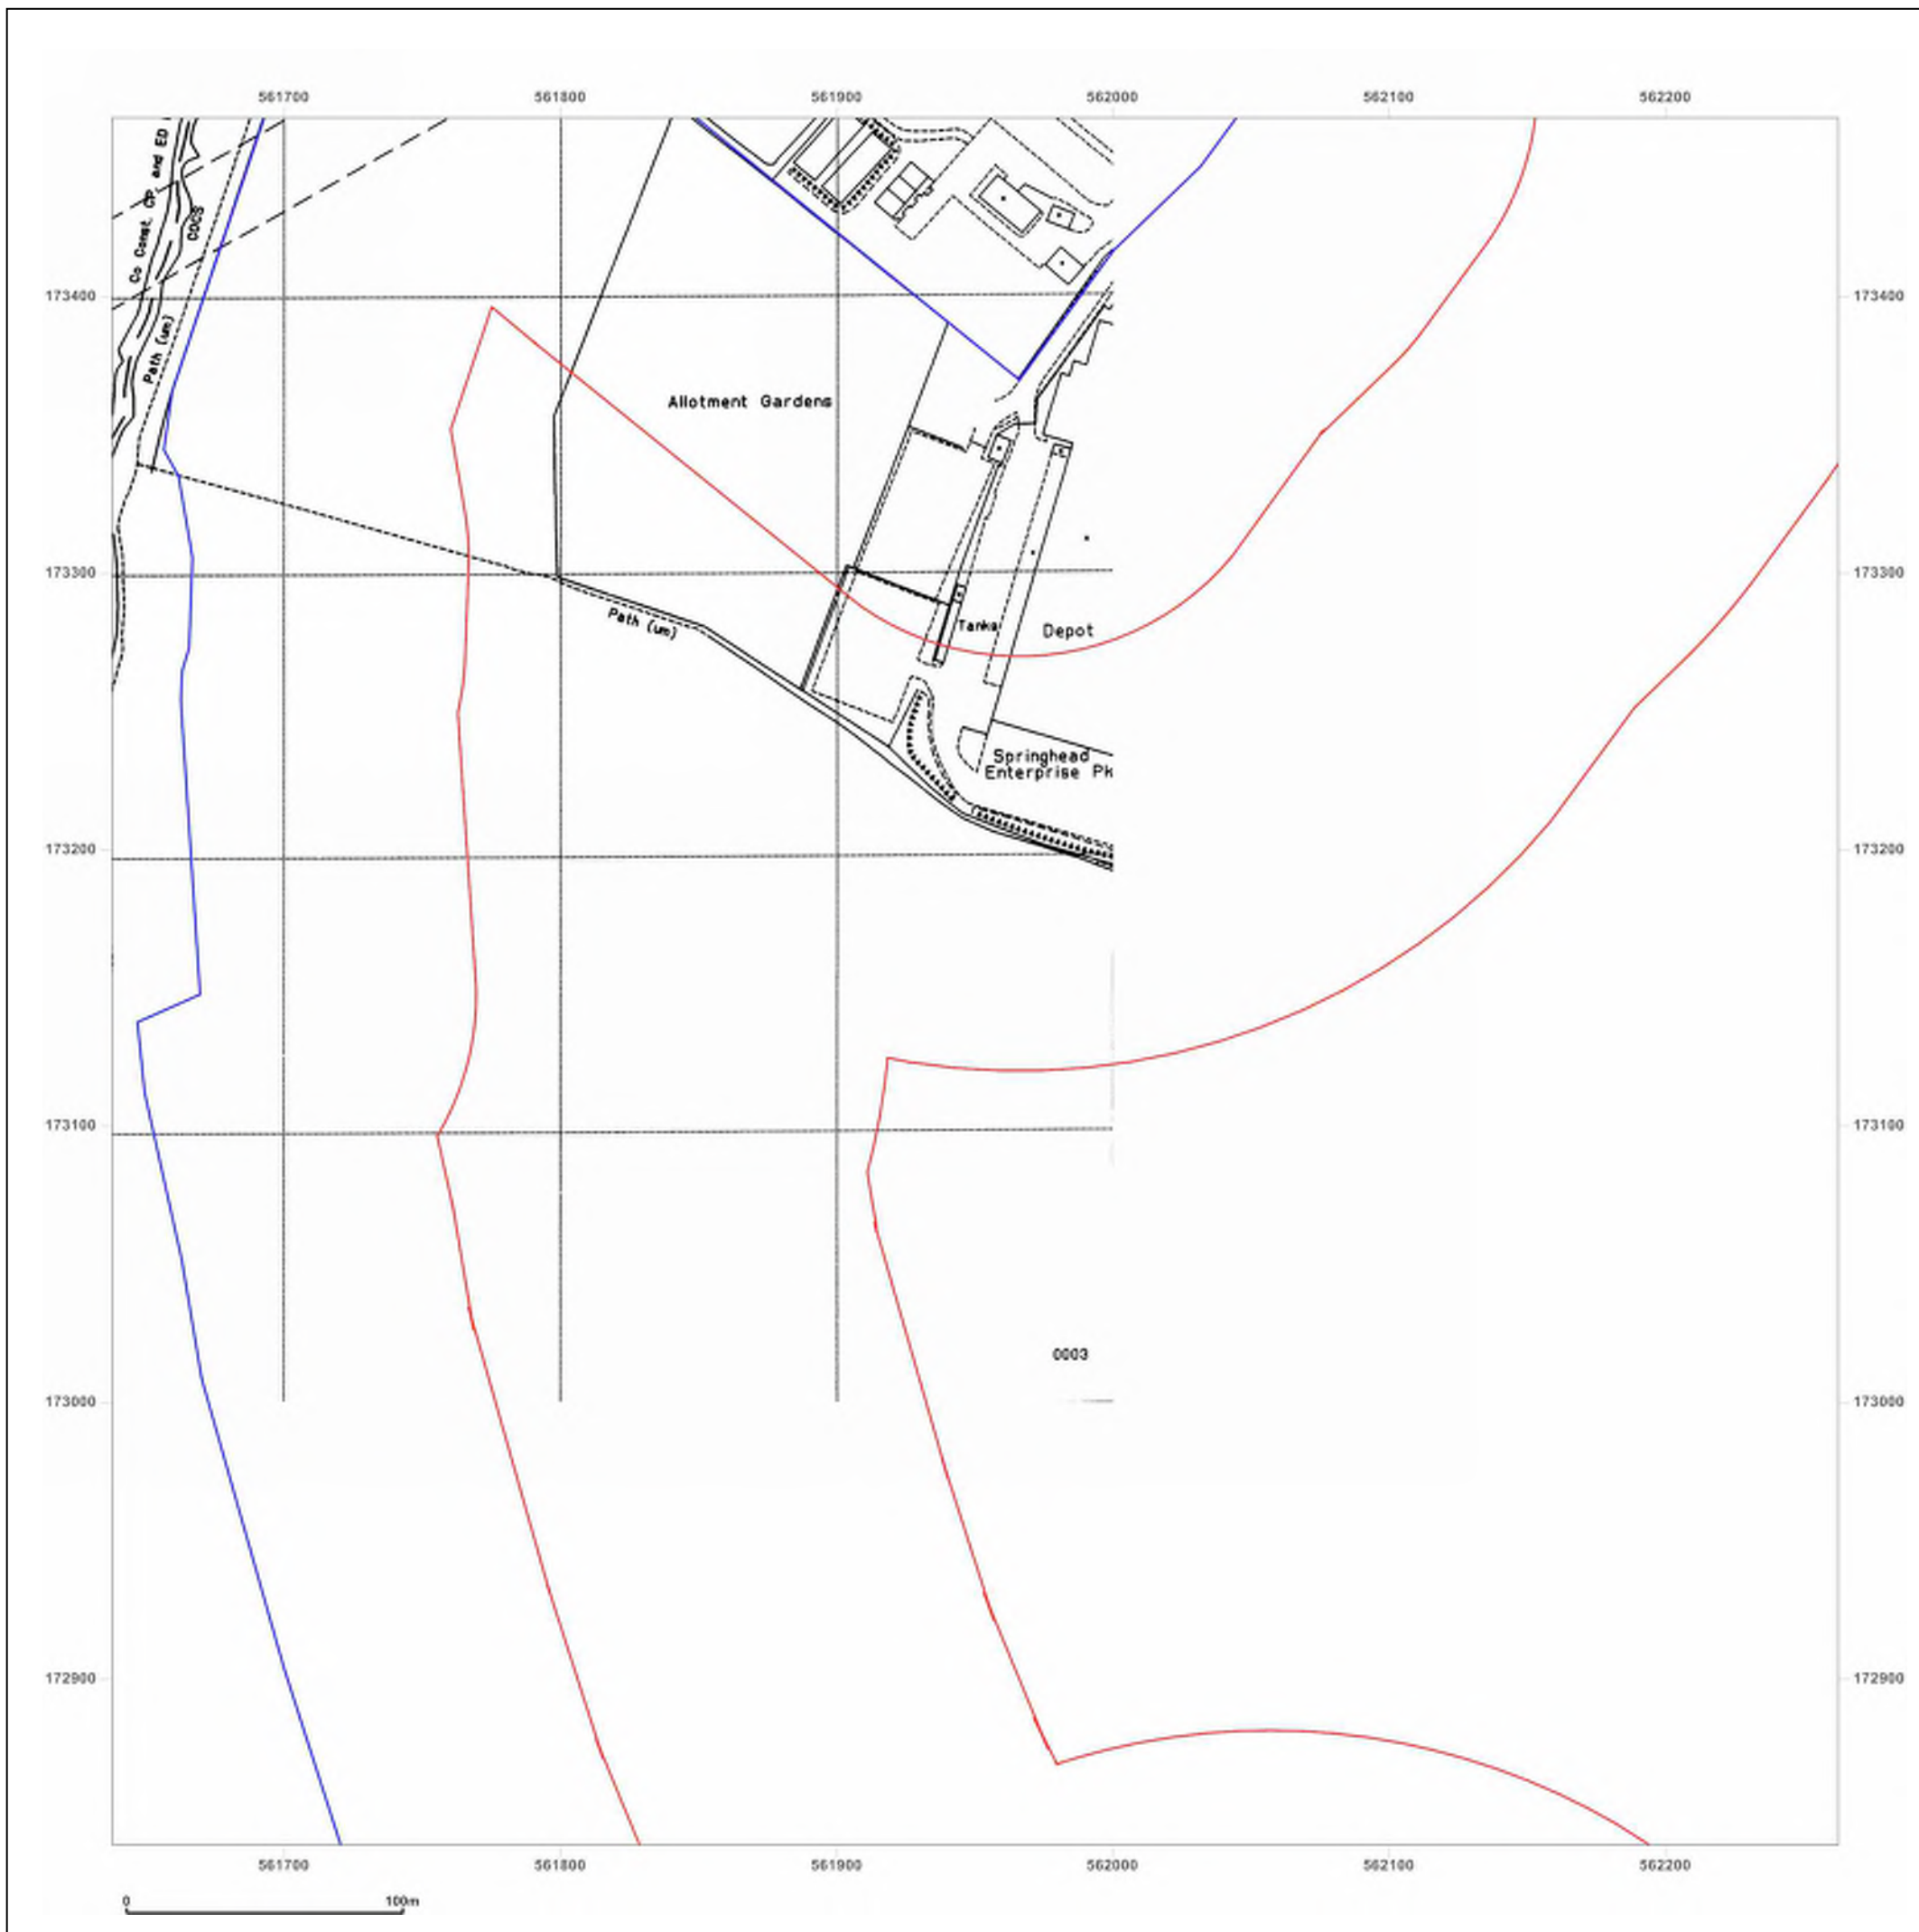 561700 561800 561900 562000 562100 562200
Co Const, CP, and ED
COCS
173400 173400
Path (um)
Allotment Gardens
173300 173300
Path (um)
Tanks
Depot
Springhead
Enterprise Pk
173200 173200
173100 173100
0003
173000 173000
172900 172900
561700 561800 561900 562000 562100 562200
0 100m